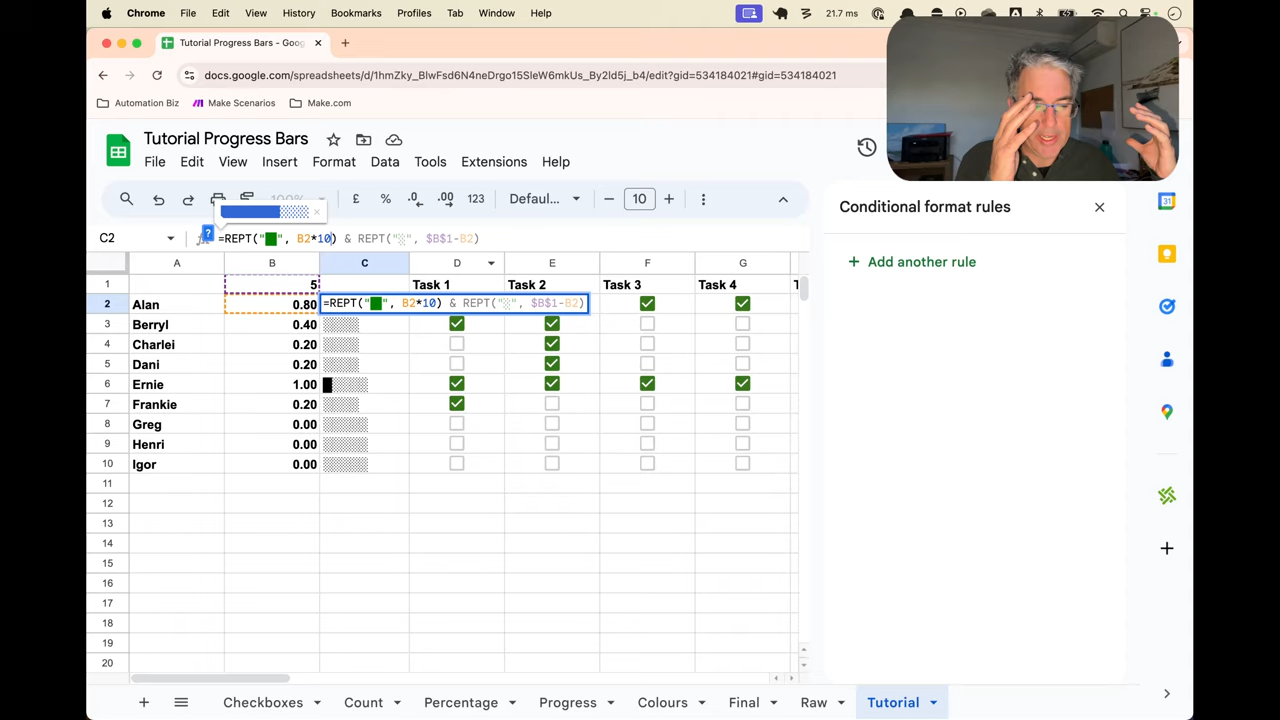 Chrome File Edit View History Bookmarks Profiles Tab Window Help 21.7 ms
Tutorial Progress Bars - Goog
docs.google.com/spreadsheets/d/1hmZky_BlwFsd6N4neDrgo15SleW6mkUs_By2ld5j_b4/edit?gid=534184021#gid=534184021
Automation Biz Make Scenarios Make.com
Tutorial Progress Bars
File Edit View Insert Format Data Tools Extensions Help
100% £ % .0 .00 123 Defaul... 10
Conditional format rules
C2 =REPT("█", B2*10) & REPT("░", $B$1-B2)
Add another rule
A B C D E F G
1 5 Task 1 Task 2 Task 3 Task 4 T
2 Alan 0.80 =REPT("█", B2*10) & REPT("░", $B$1-B2)
3 Berryl 0.40
4 Charlei 0.20
5 Dani 0.20
6 Ernie 1.00
7 Frankie 0.20
8 Greg 0.00
9 Henri 0.00
10 Igor 0.00
11
12
13
14
15
16
17
18
19
20
Checkboxes Count Percentage Progress Colours Final Raw Tutorial